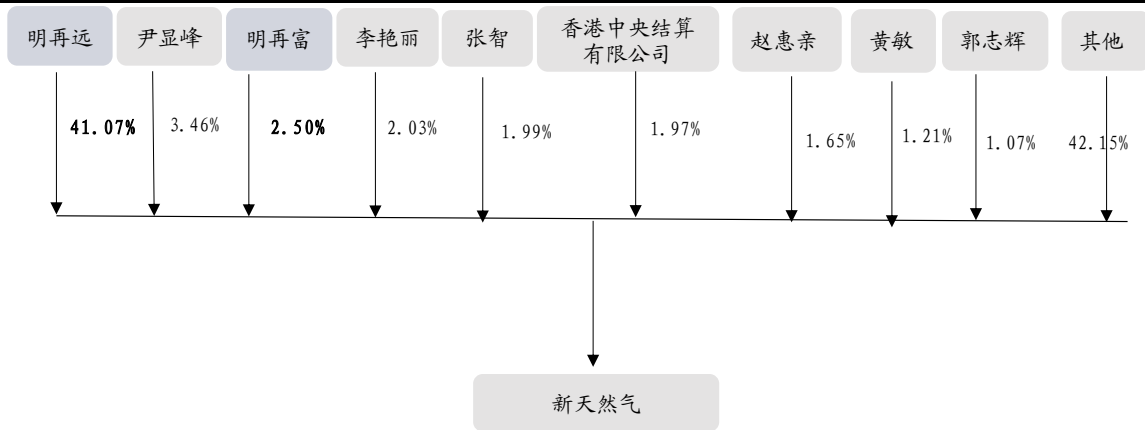 明再远
尹显峰
明再富
李艳丽
张智
香港中央结算
有限公司
赵惠亲
黄敏
郭志辉
其他
41.07%
3.46%
2.50%
2.03%
1.99%
1.97%
1.65%
1.21%
1.07%
42.15%
新天然气